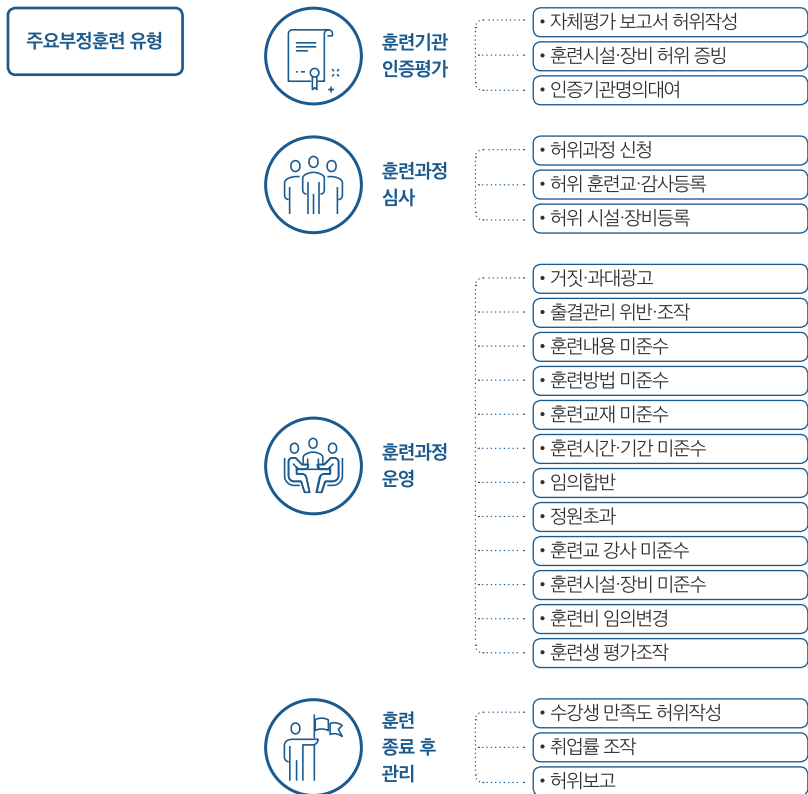 주요부정훈련 유형
훈련기관
인증평가
• 자체평가 보고서 허위작성
• 훈련시설·장비 허위 증빙
• 인증기관명의대여
훈련과정
심사
• 허위과정 신청
• 허위 훈련교·감사등록
• 허위 시설·장비등록
훈련과정
운영
• 거짓·과대광고
• 출결관리 위반·조작
• 훈련내용 미준수
• 훈련방법 미준수
• 훈련교재 미준수
• 훈련시간·기간 미준수
• 임의합반
• 정원초과
• 훈련교 강사 미준수
• 훈련시설·장비 미준수
• 훈련비 임의변경
• 훈련생 평가조작
훈련
종료 후
관리
• 수강생 만족도 허위작성
• 취업률 조작
• 허위보고